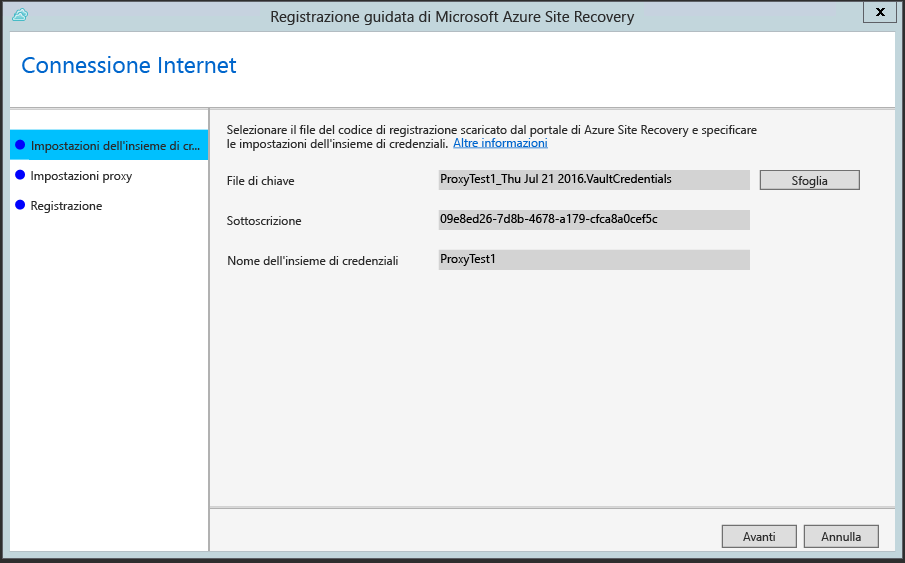 Registrazione guidata di Microsoft Azure Site Recovery
X
Connessione Internet
Impostazioni dell'insieme di cr...
Impostazioni proxy
Registrazione
Selezionare il file del codice di registrazione scaricato dal portale di Azure Site Recovery e specificare
le impostazioni dell'insieme di credenziali. Altre informazioni
File di chiave
ProxyTest1_Thu Jul 21 2016.VaultCredentials
Sfoglia
Sottoscrizione
09e8ed26-7d8b-4678-a179-cfca8a0cef5c
Nome dell'insieme di credenziali
ProxyTest1
Avanti
Annulla